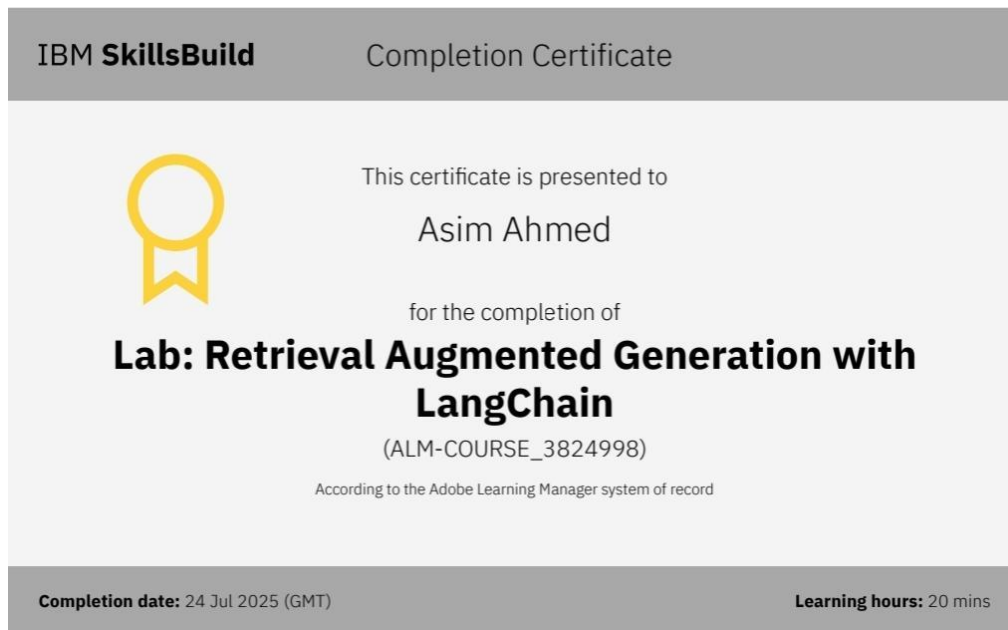 IBM SkillsBuild Completion Certificate
This certificate is presented to
Asim Ahmed
for the completion of
Lab: Retrieval Augmented Generation with
LangChain
(ALM-COURSE_3824998)
According to the Adobe Learning Manager system of record
Completion date: 24 Jul 2025 (GMT) Learning hours: 20 mins